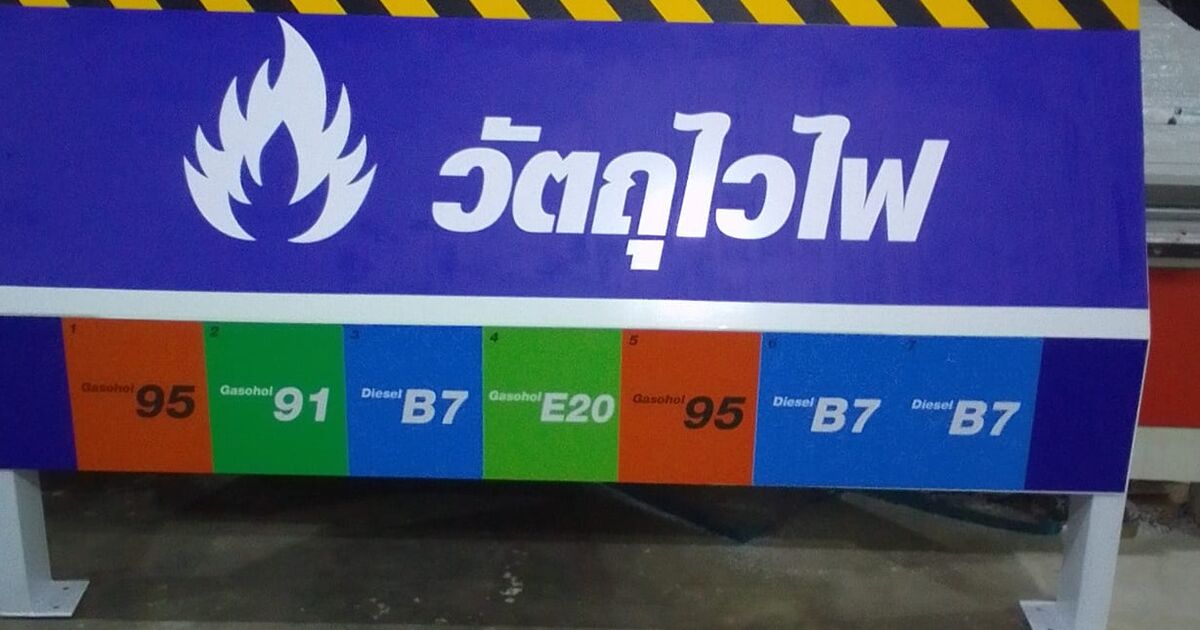 วัตถุไวไฟ
1 Gasohol 95
2 Gasohol 91
3 Diesel B7
4 Gasohol E20
5 Gasohol 95
6 Diesel B7
7 Diesel B7